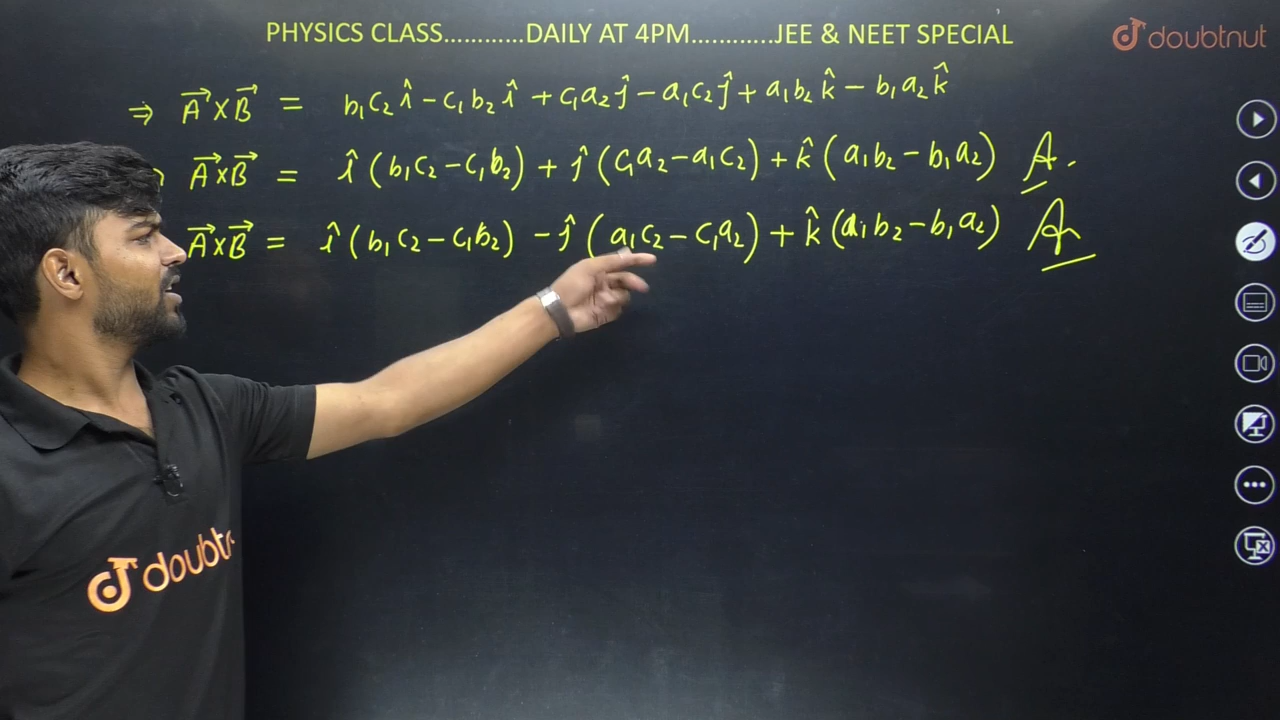 PHYSICS CLASS............DAILY AT 4PM............JEE & NEET SPECIAL
doubtnut
⇒ A⃗×B⃗ = b₁c₂î − c₁b₂î + c₁a₂ĵ − a₁c₂ĵ + a₁b₂k̂ − b₁a₂k̂
A⃗×B⃗ = î(b₁c₂−c₁b₂) + ĵ(c₁a₂−a₁c₂) + k̂(a₁b₂−b₁a₂) A.
A⃗×B⃗ = î(b₁c₂−c₁b₂) −ĵ(a₁c₂−c₁a₂) + k̂(a₁b₂−b₁a₂)
doubtn